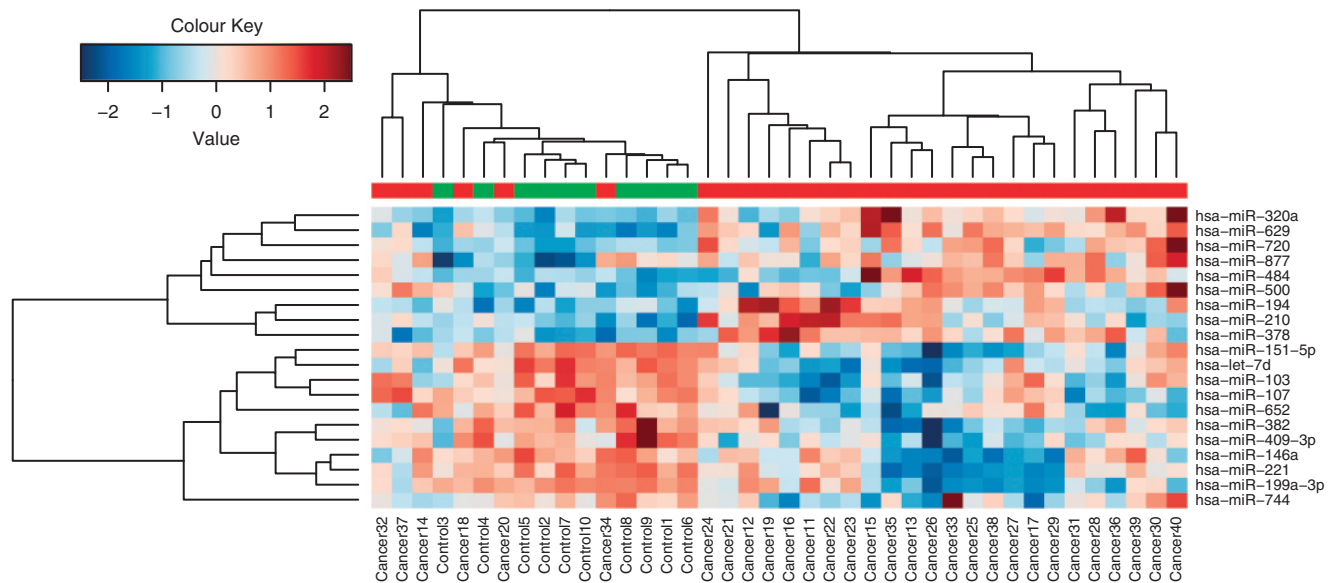 Colour Key
−2 −1 0 1 2
Value
hsa−miR−320a
hsa−miR−629
hsa−miR−720
hsa−miR−877
hsa−miR−484
hsa−miR−500
hsa−miR−194
hsa−miR−210
hsa−miR−378
hsa−miR−151−5p
hsa−let−7d
hsa−miR−103
hsa−miR−107
hsa−miR−652
hsa−miR−382
hsa−miR−409−3p
hsa−miR−146a
hsa−miR−221
hsa−miR−199a−3p
hsa−miR−744
Cancer32
Cancer37
Cancer14
Control3
Cancer18
Control4
Cancer20
Control5
Control2
Control7
Control10
Cancer34
Control8
Control9
Control1
Control6
Cancer24
Cancer21
Cancer12
Cancer19
Cancer16
Cancer11
Cancer22
Cancer23
Cancer15
Cancer35
Cancer13
Cancer26
Cancer33
Cancer25
Cancer38
Cancer27
Cancer17
Cancer29
Cancer31
Cancer28
Cancer36
Cancer39
Cancer30
Cancer40